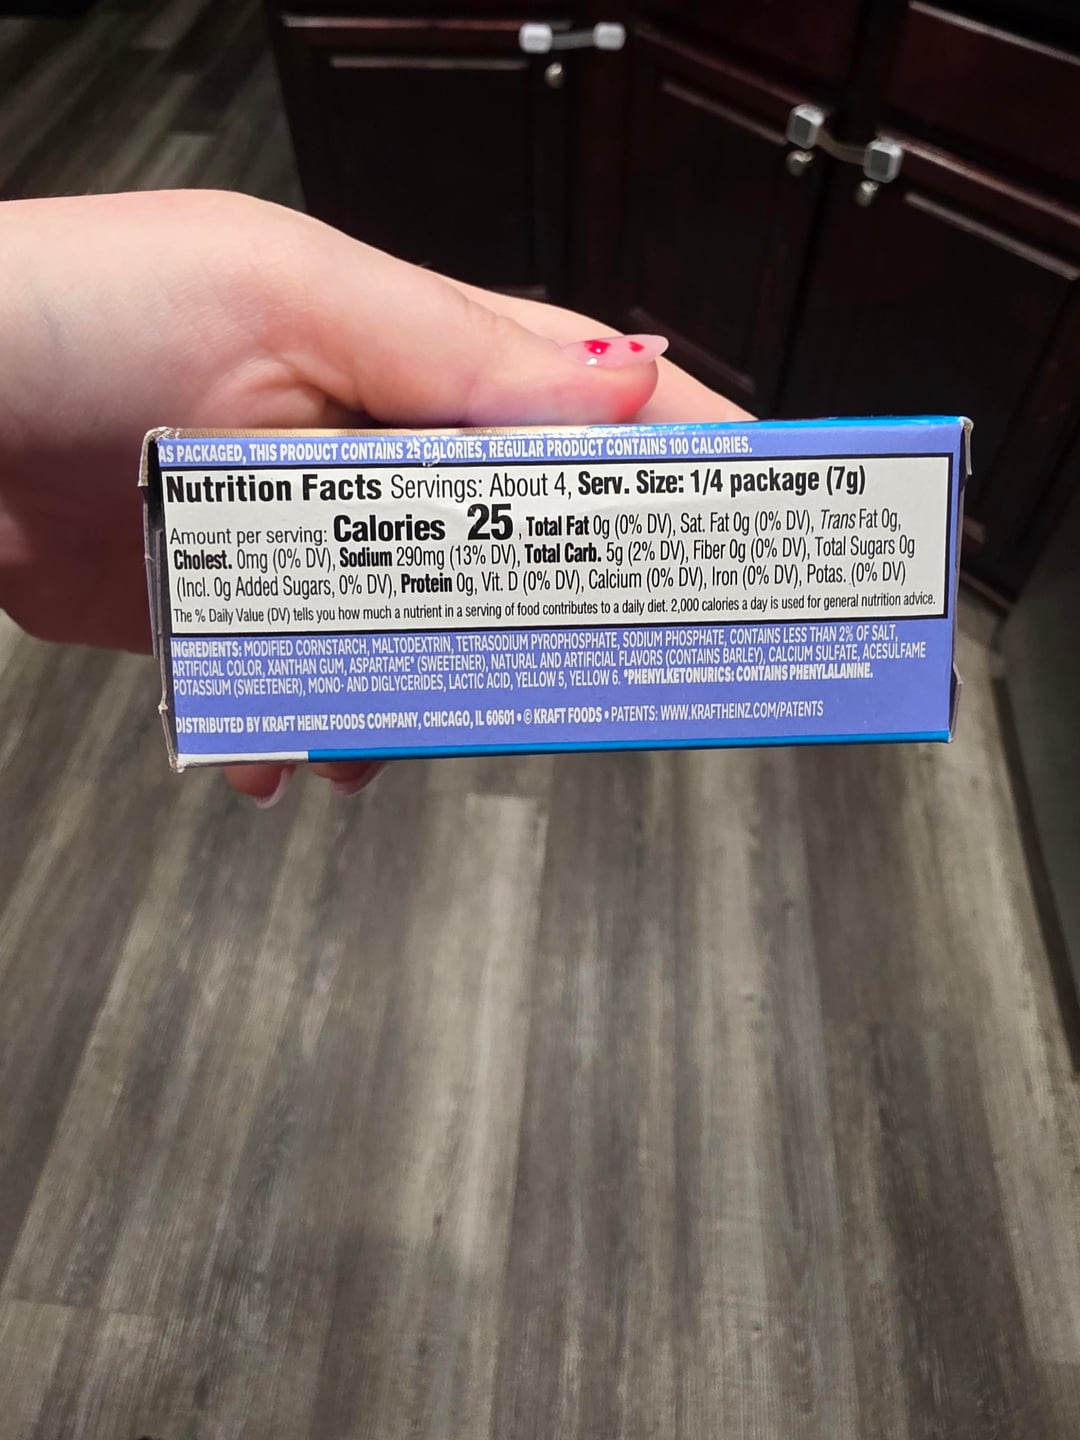 AS PACKAGED, THIS PRODUCT CONTAINS 25 CALORIES, REGULAR PRODUCT CONTAINS 100 CALORIES.
Nutrition Facts Servings: About 4, Serv. Size: 1/4 package (7g)
Amount per serving: Calories 25, Total Fat 0g (0% DV), Sat. Fat 0g (0% DV), Trans Fat 0g,
Cholest. 0mg (0% DV), Sodium 290mg (13% DV), Total Carb. 5g (2% DV), Fiber 0g (0% DV), Total Sugars 0g
(Incl. 0g Added Sugars, 0% DV), Protein 0g, Vit. D (0% DV), Calcium (0% DV), Iron (0% DV), Potas. (0% DV)
The % Daily Value (DV) tells you how much a nutrient in a serving of food contributes to a daily diet. 2,000 calories a day is used for general nutrition advice.
INGREDIENTS: MODIFIED CORNSTARCH, MALTODEXTRIN, TETRASODIUM PYROPHOSPHATE, SODIUM PHOSPHATE, CONTAINS LESS THAN 2% OF SALT,
ARTIFICIAL COLOR, XANTHAN GUM, ASPARTAME* (SWEETENER), NATURAL AND ARTIFICIAL FLAVORS (CONTAINS BARLEY), CALCIUM SULFATE, ACESULFAME
POTASSIUM (SWEETENER), MONO- AND DIGLYCERIDES, LACTIC ACID, YELLOW 5, YELLOW 6. *PHENYLKETONURICS: CONTAINS PHENYLALANINE.
DISTRIBUTED BY KRAFT HEINZ FOODS COMPANY, CHICAGO, IL 60601 • © KRAFT FOODS • PATENTS: WWW.KRAFTHEINZ.COM/PATENTS